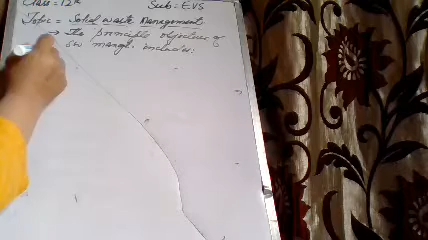 Class = 12th Sub = EVS
Topic = Solid waste Management
→ The principle objectives of
SW mangt. includes: